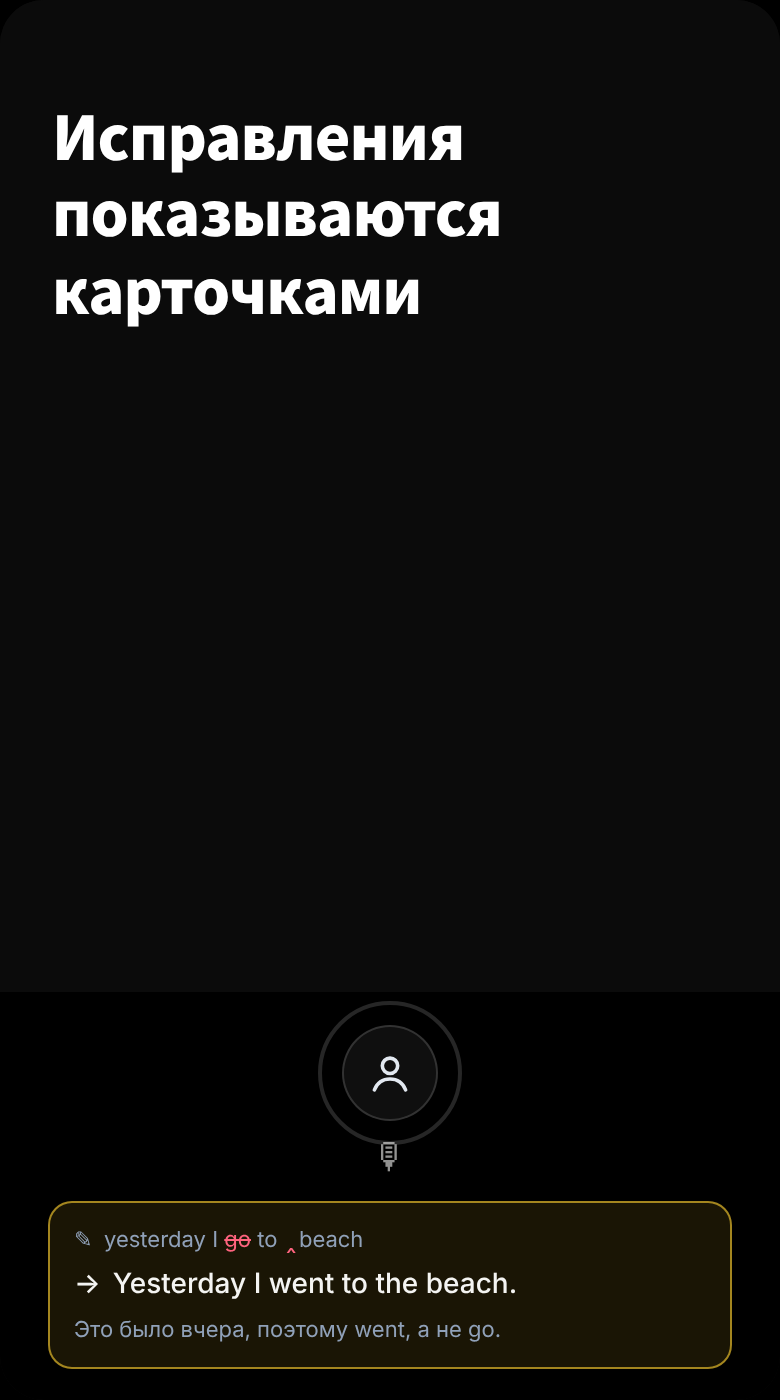 Исправления
показываются
карточками
✎ yesterday I go to ‸beach
→ Yesterday I went to the beach.
Это было вчера, поэтому went, а не go.